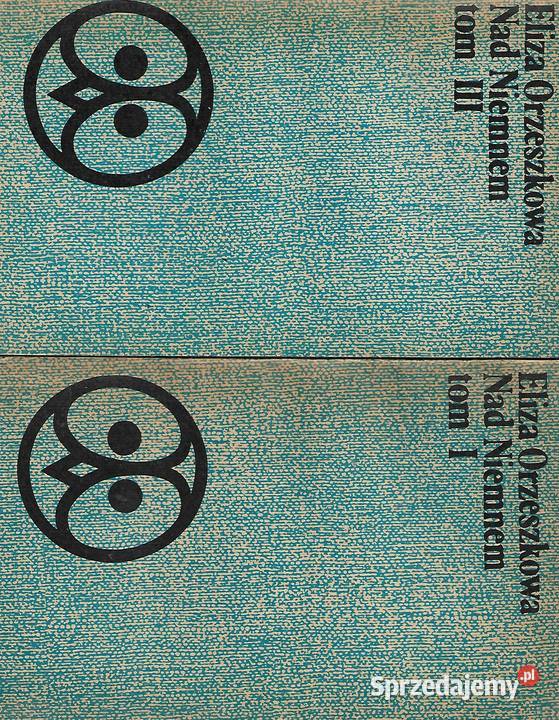 Eliza Orzeszkowa
Nad Niemnem
tom III
Eliza Orzeszkowa
Nad Niemnem
tom I
Sprzedajemy.pl